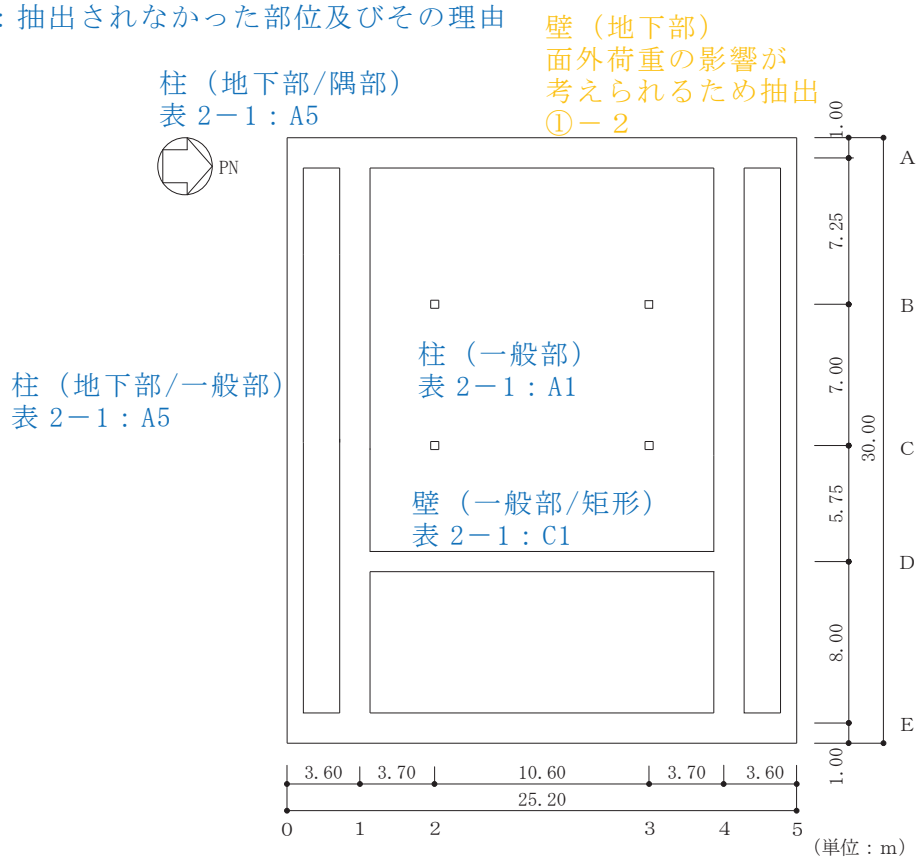 ：抽出されなかった部位及びその理由
壁（地下部）
面外荷重の影響が
考えられるため抽出
①－2
柱（地下部/隅部）
表 2－1：A5
PN
1.00
A
7.25
B
柱（一般部）
表 2－1：A1
7.00
柱（地下部/一般部）
表 2－1：A5
30.00
C
壁（一般部/矩形）
表 2－1：C1
5.75
D
8.00
E
1.00
3.60 3.70 10.60 3.70 3.60
25.20
0 1 2 3 4 5
(単位：m)